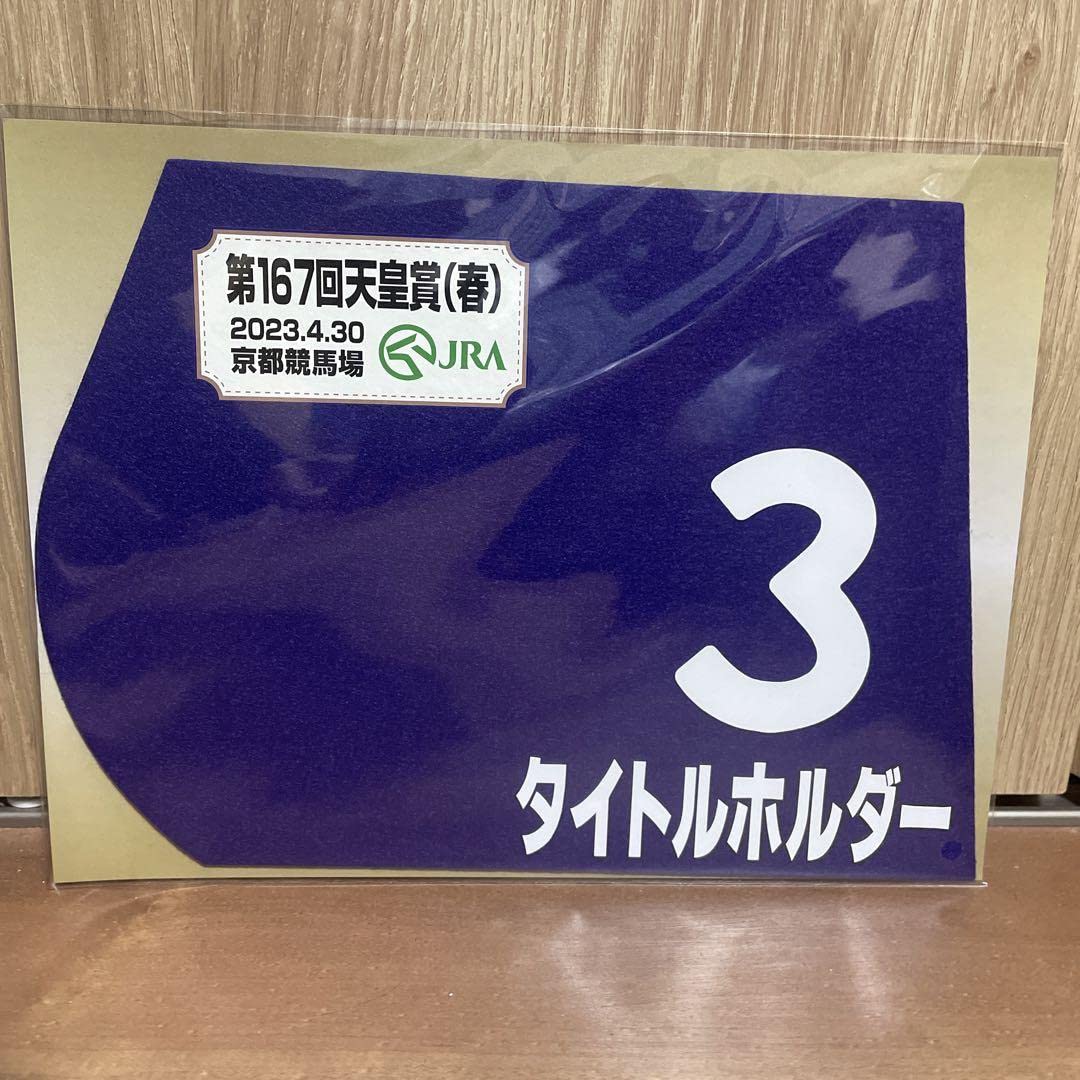 第167回天皇賞(春)
2023.4.30
京都競馬場
JRA
3
タイトルホルダー